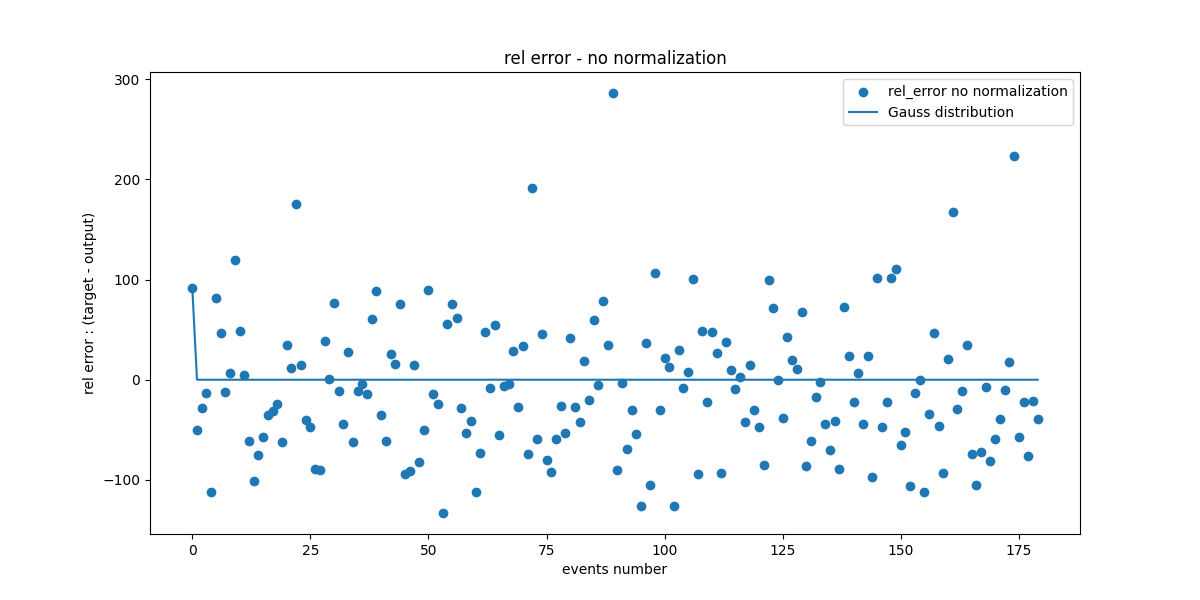 rel error - no normalization
rel_error no normalization
Gauss distribution
rel error : (target - output)
300
200
100
0
−100
0
25
50
75
100
125
150
175
events number